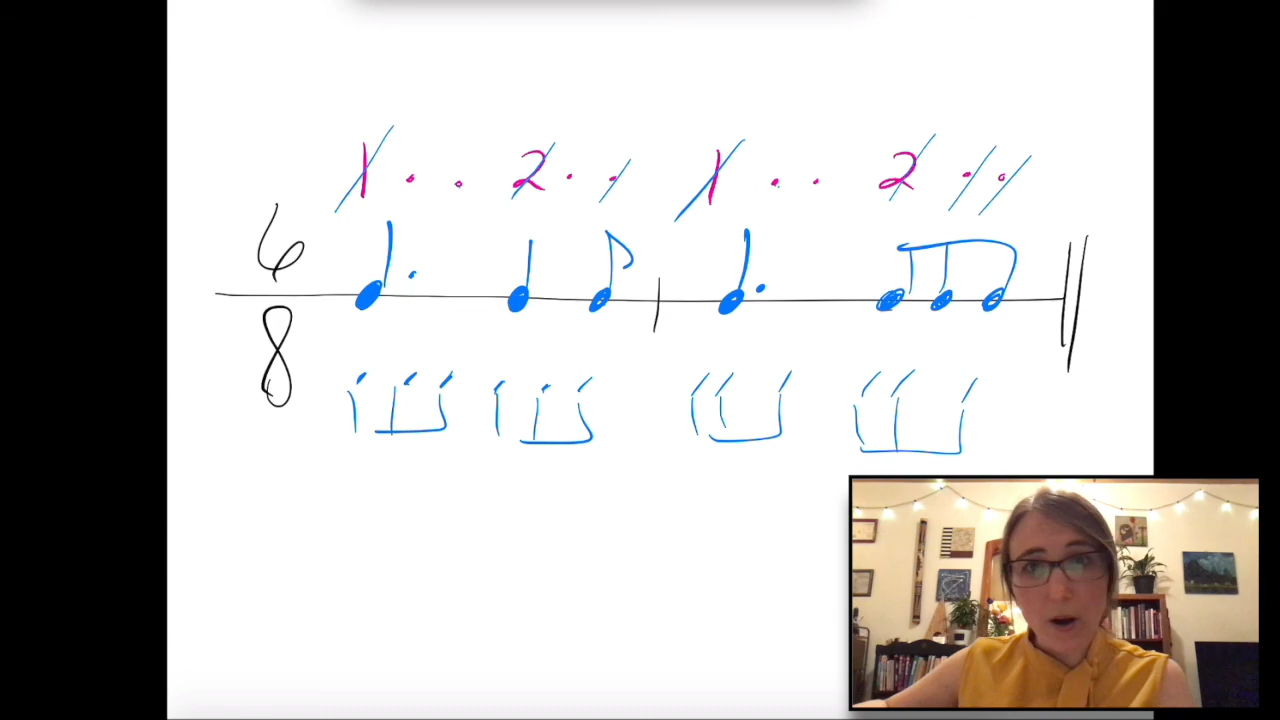 1 . . 2 . . 1 . . 2 . .
6
8